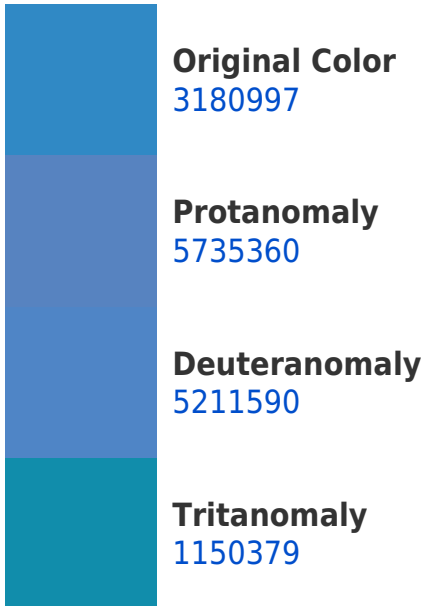 Original Color
3180997
Protanomaly
5735360
Deuteranomaly
5211590
Tritanomaly
1150379